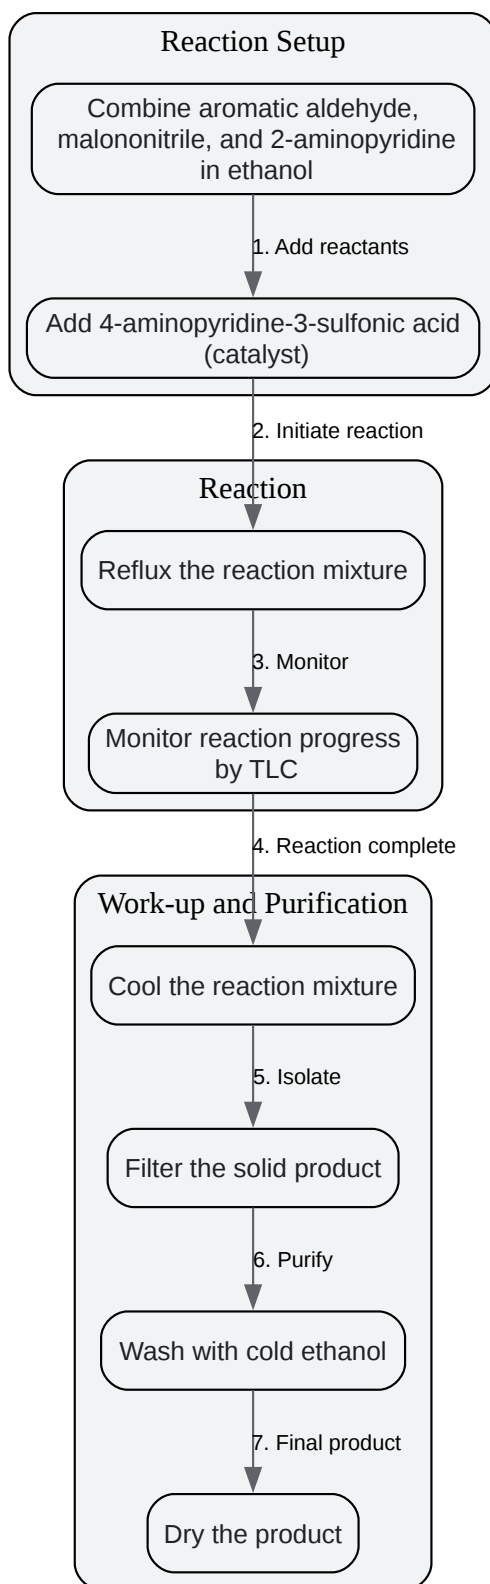 Reaction Setup
Combine aromatic aldehyde,
malononitrile, and 2-aminopyridine
in ethanol
1. Add reactants
Add 4-aminopyridine-3-sulfonic acid
(catalyst)
2. Initiate reaction
Reaction
Reflux the reaction mixture
3. Monitor
Monitor reaction progress
by TLC
4. Reaction complete
Work-up and Purification
Cool the reaction mixture
5. Isolate
Filter the solid product
6. Purify
Wash with cold ethanol
7. Final product
Dry the product